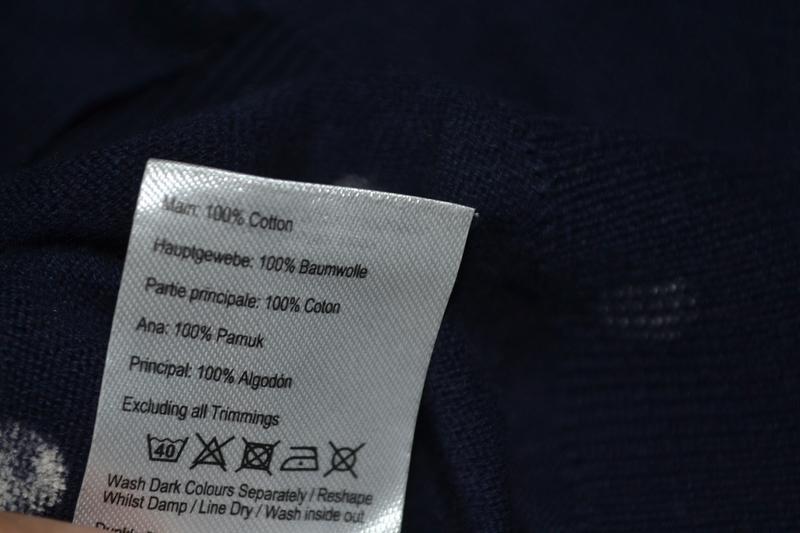 Main: 100% Cotton
Hauptgewebe: 100% Baumwolle
Partie principale: 100% Coton
Ana: 100% Pamuk
Principal: 100% Algodón
Excluding all Trimmings
40
Wash Dark Colours Separately / Reshape
Whilst Damp / Line Dry / Wash inside out